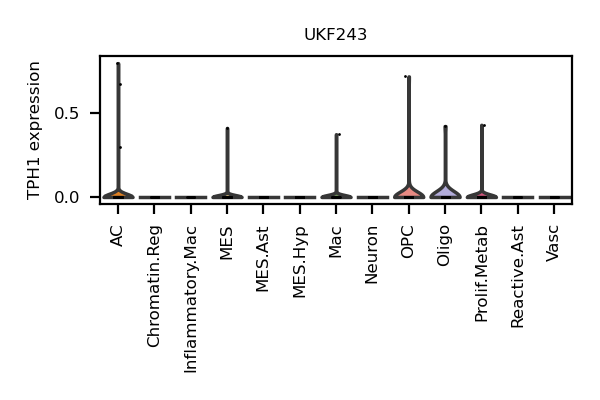 UKF243
TPH1 expression
0.5
0.0
AC
Chromatin.Reg
Inflammatory.Mac
MES
MES.Ast
MES.Hyp
Mac
Neuron
OPC
Oligo
Prolif.Metab
Reactive.Ast
Vasc